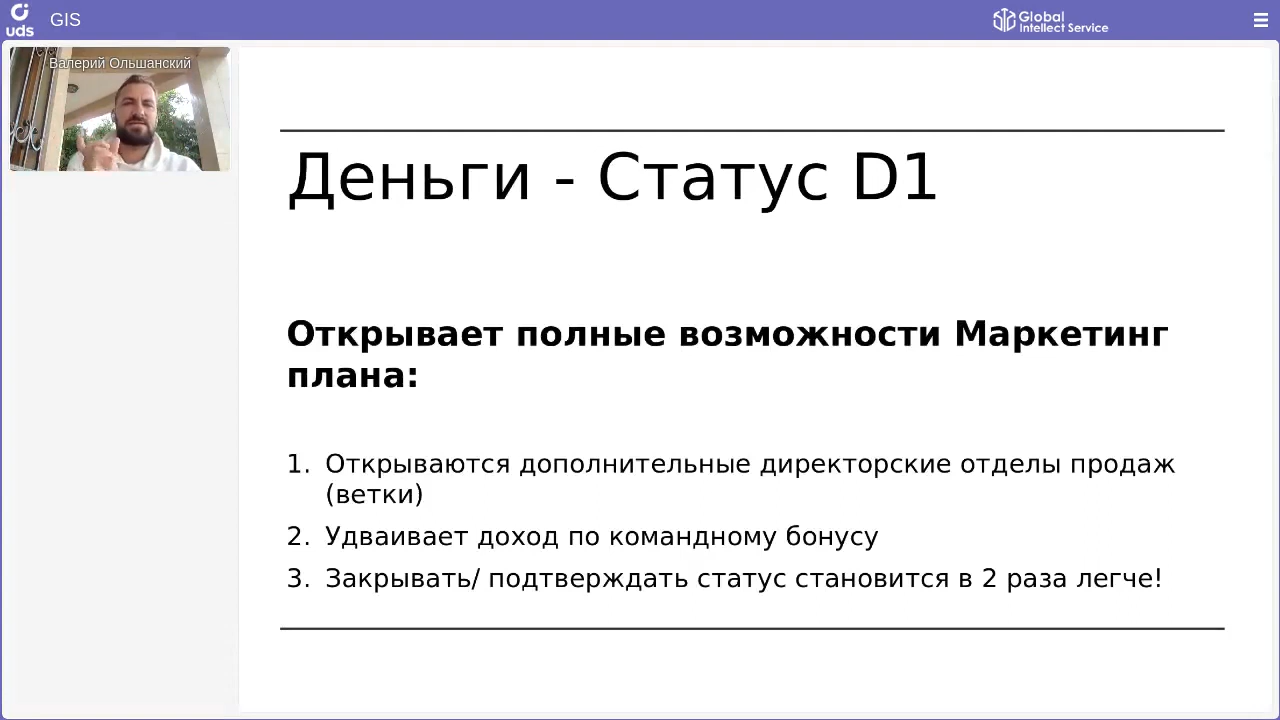 uds
GIS
Global
Intellect Service
Валерий Ольшанский
Деньги - Статус D1
Открывает полные возможности Маркетинг
плана:
1. Открываются дополнительные директорские отделы продаж
(ветки)
2. Удваивает доход по командному бонусу
3. Закрывать/ подтверждать статус становится в 2 раза легче!